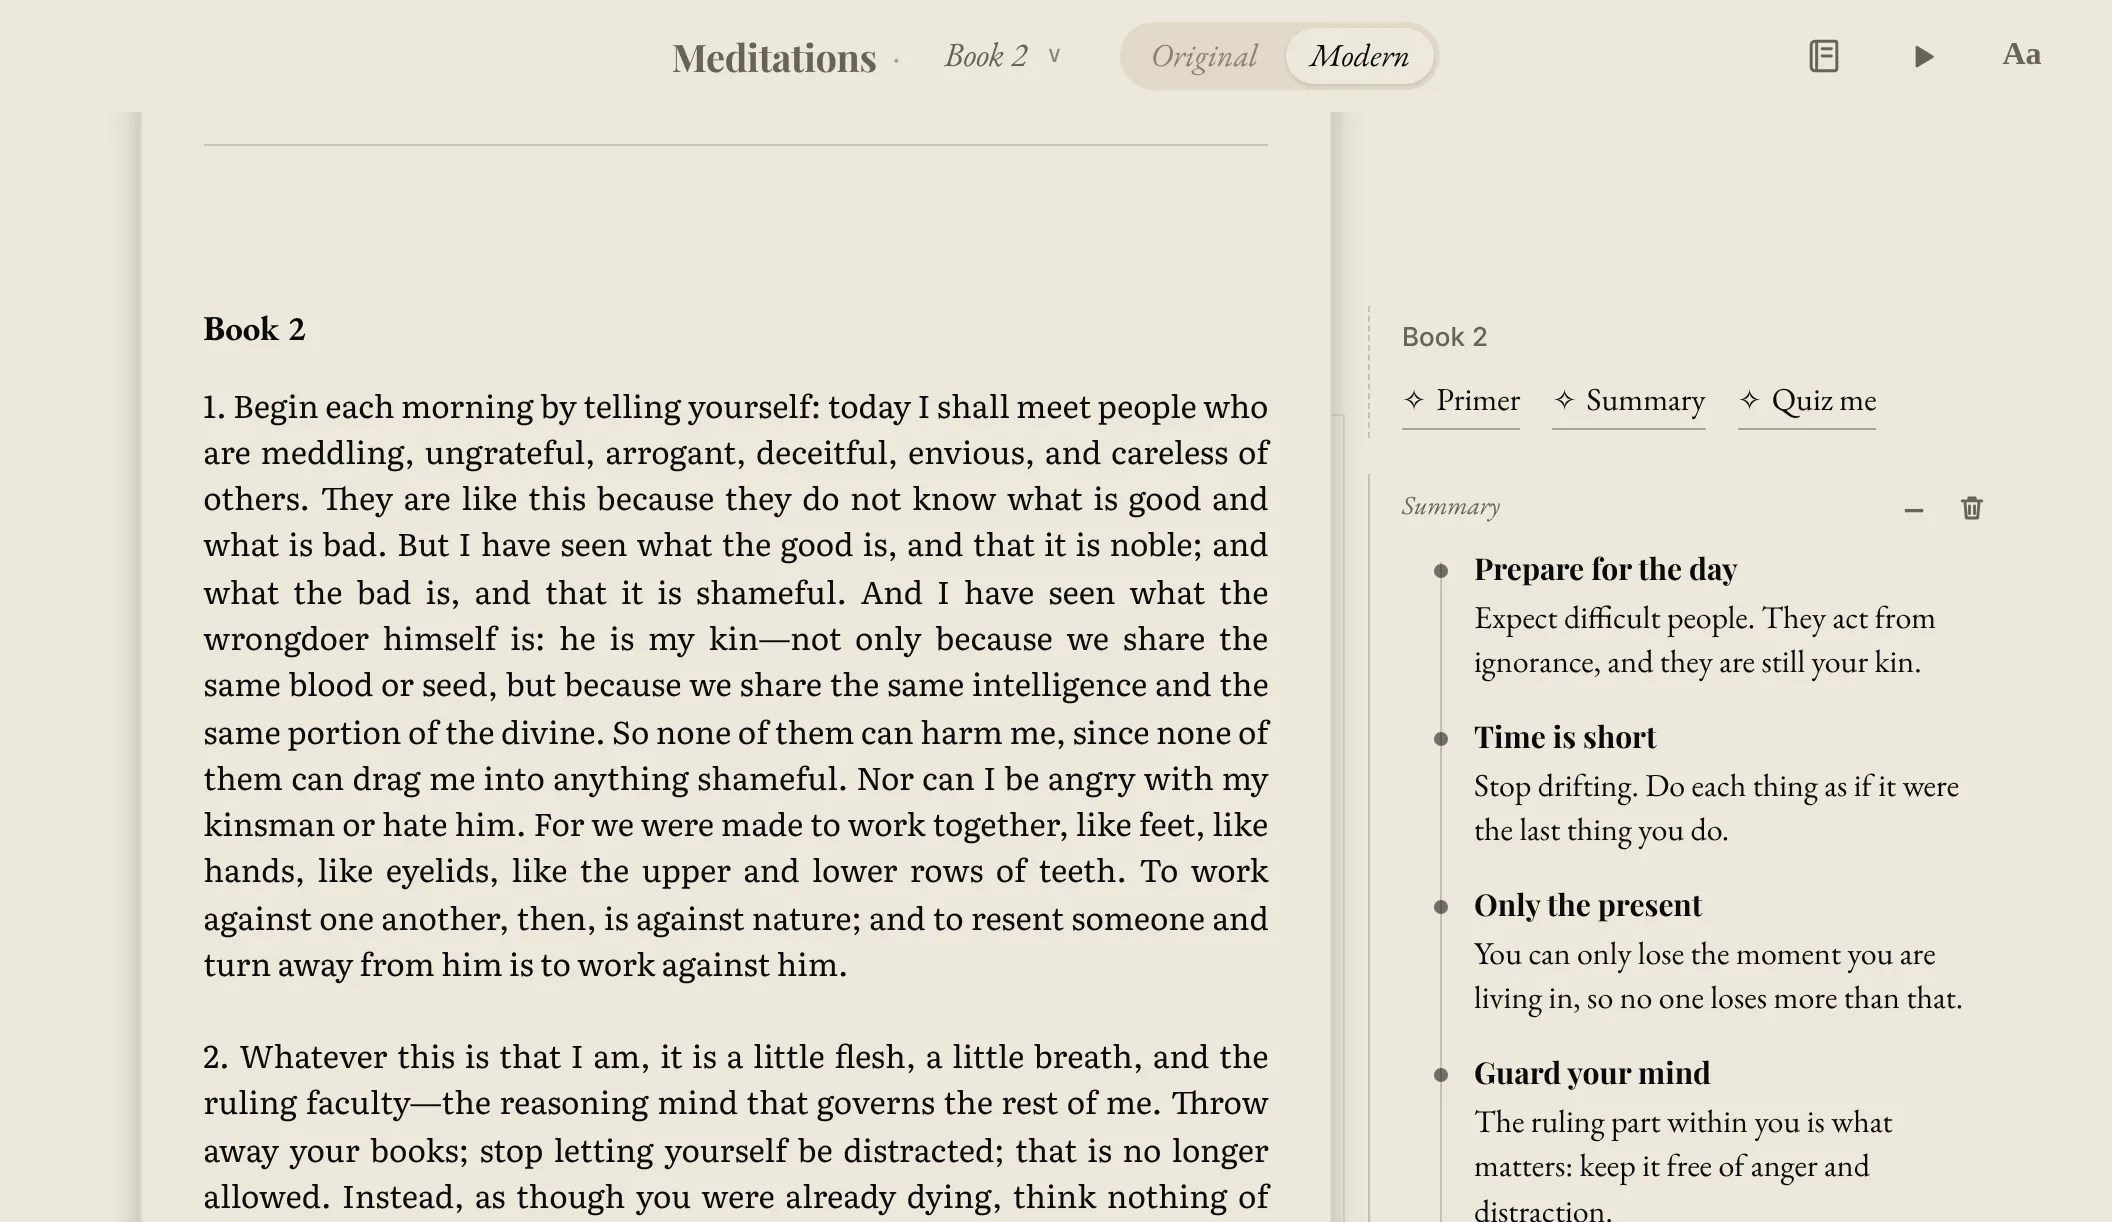 Meditations · Book 2 ∨ Original Modern Aa
Book 2
1. Begin each morning by telling yourself: today I shall meet people who
are meddling, ungrateful, arrogant, deceitful, envious, and careless of
others. They are like this because they do not know what is good and
what is bad. But I have seen what the good is, and that it is noble; and
what the bad is, and that it is shameful. And I have seen what the
wrongdoer himself is: he is my kin—not only because we share the
same blood or seed, but because we share the same intelligence and the
same portion of the divine. So none of them can harm me, since none of
them can drag me into anything shameful. Nor can I be angry with my
kinsman or hate him. For we were made to work together, like feet, like
hands, like eyelids, like the upper and lower rows of teeth. To work
against one another, then, is against nature; and to resent someone and
turn away from him is to work against him.
2. Whatever this is that I am, it is a little flesh, a little breath, and the
ruling faculty—the reasoning mind that governs the rest of me. Throw
away your books; stop letting yourself be distracted; that is no longer
allowed. Instead, as though you were already dying, think nothing of
Book 2
✧ Primer ✧ Summary ✧ Quiz me
Summary
Prepare for the day
Expect difficult people. They act from
ignorance, and they are still your kin.
Time is short
Stop drifting. Do each thing as if it were
the last thing you do.
Only the present
You can only lose the moment you are
living in, so no one loses more than that.
Guard your mind
The ruling part within you is what
matters: keep it free of anger and
distraction.